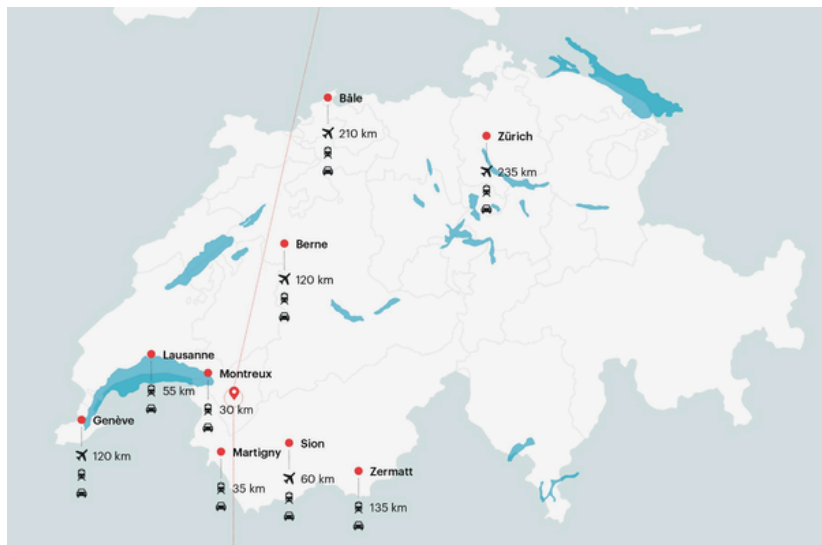 Bâle
210 km
Zürich
235 km
Berne
120 km
Lausanne
55 km
Montreux
30 km
Genève
120 km
Martigny
35 km
Sion
60 km
Zermatt
135 km